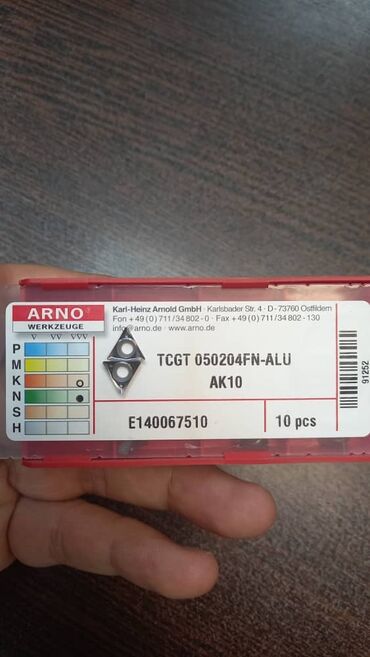 ARNO®
WERKZEUGE
Karl-Heinz Arnold GmbH · Karlsbader Str. 4 · D - 73760 Ostfildern
Fon +49 (0) 711/34 802 - 0 · Fax +49 (0) 711/34 802 - 130
info@arno.de · www.arno.de
▽ ▽▽ ▽▽▽
P
M
K
N
S
H
TCGT 050204FN-ALU
AK10
E140067510
10 pcs
91252